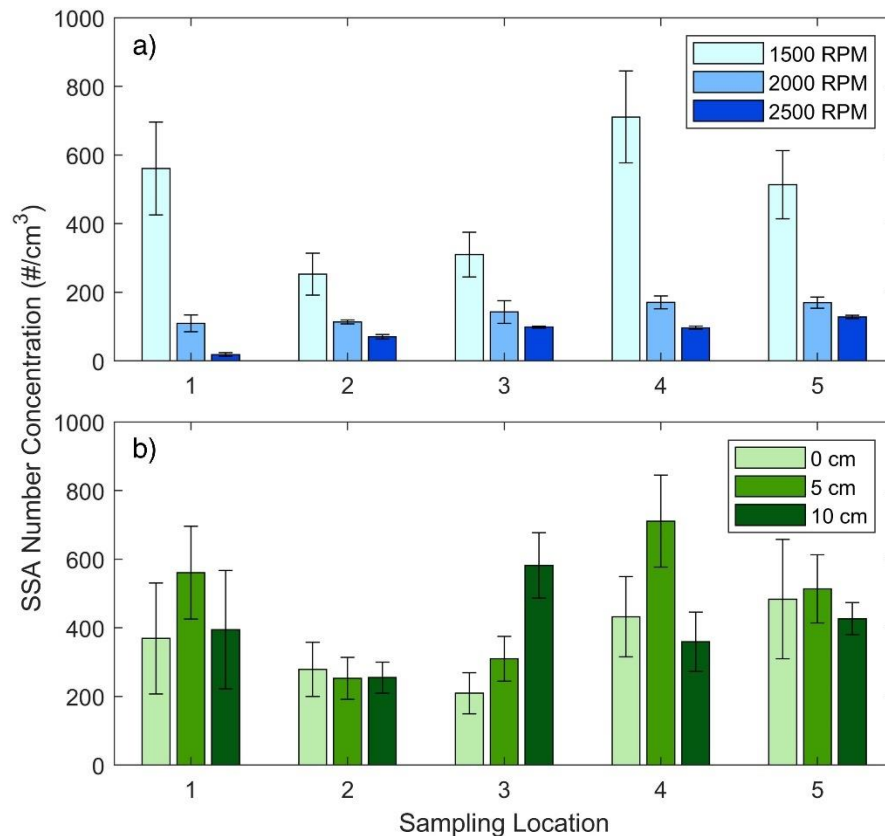 a)
1500 RPM
2000 RPM
2500 RPM
1000
800
600
400
200
0
1 2 3 4 5
b)
0 cm
5 cm
10 cm
1000
800
600
400
200
0
1 2 3 4 5
SSA Number Concentration (#/cm³)
Sampling Location